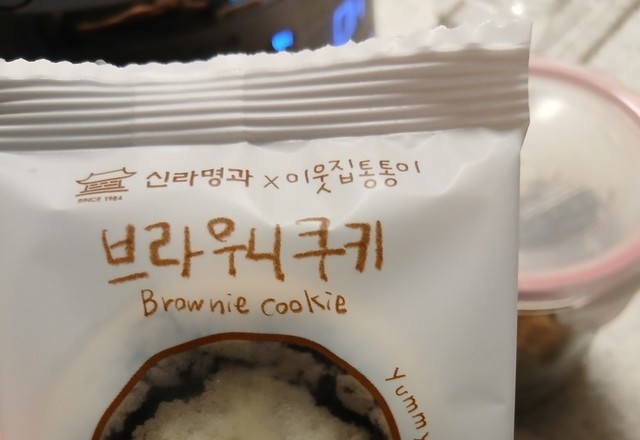 신라명과 x 이웃집통통이
SINCE 1984
브라우니쿠키
Brownie cookie
Yummy